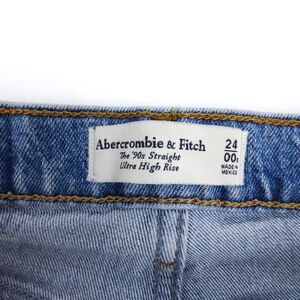 Abercrombie & Fitch
The '90s Straight
Ultra High Rise
24
00S
MADE IN
MEXICO